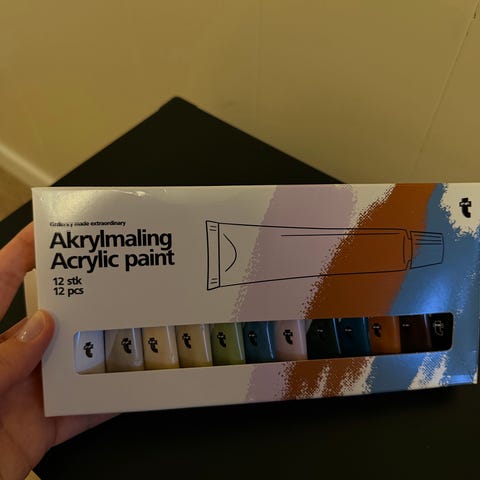 Ordinary made extraordinary
Akrylmaling
Acrylic paint
12 stk
12 pcs